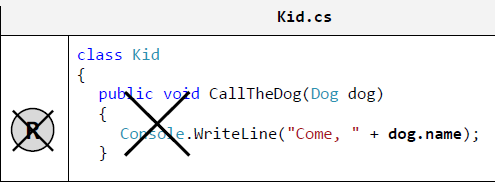 Kid.cs
class Kid
{
public void CallTheDog(Dog dog)
{
R
Console.WriteLine("Come, " + dog.name);
}